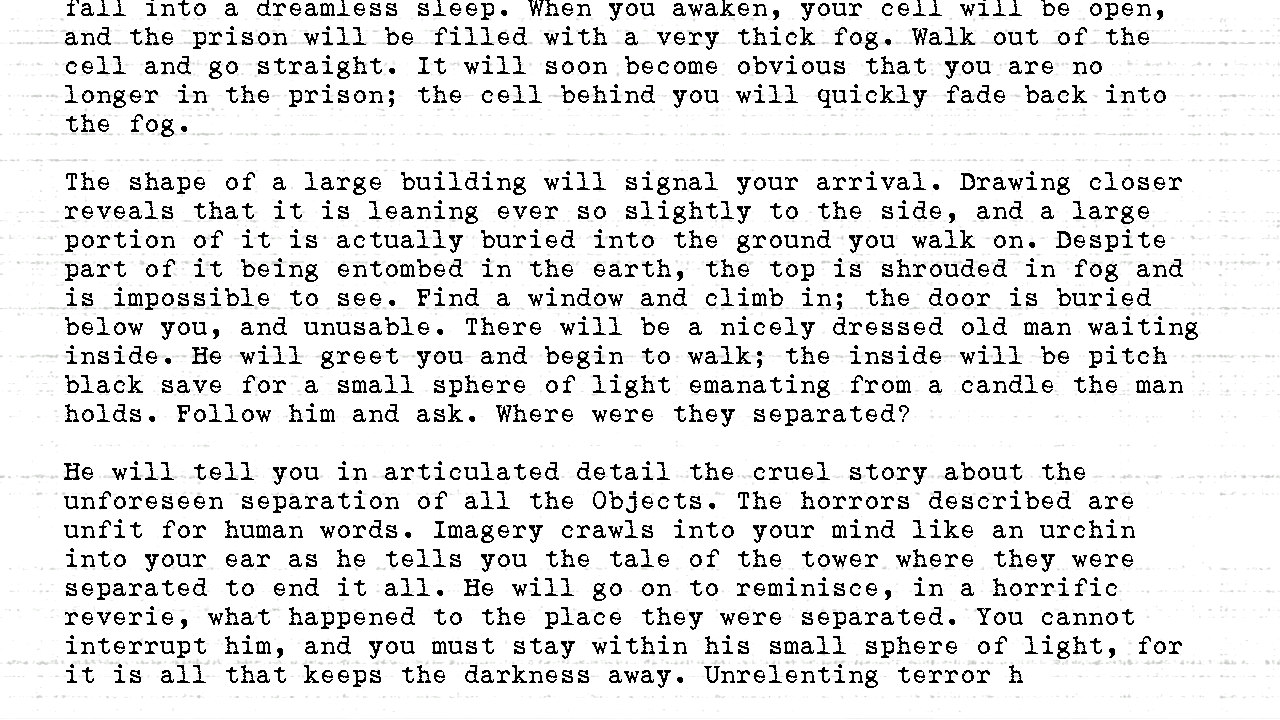 fall into a dreamless sleep. When you awaken, your cell will be open,
and the prison will be filled with a very thick fog. Walk out of the
cell and go straight. It will soon become obvious that you are no
longer in the prison; the cell behind you will quickly fade back into
the fog.
The shape of a large building will signal your arrival. Drawing closer
reveals that it is leaning ever so slightly to the side, and a large
portion of it is actually buried into the ground you walk on. Despite
part of it being entombed in the earth, the top is shrouded in fog and
is impossible to see. Find a window and climb in; the door is buried
below you, and unusable. There will be a nicely dressed old man waiting
inside. He will greet you and begin to walk; the inside will be pitch
black save for a small sphere of light emanating from a candle the man
holds. Follow him and ask. Where were they separated?
He will tell you in articulated detail the cruel story about the
unforeseen separation of all the Objects. The horrors described are
unfit for human words. Imagery crawls into your mind like an urchin
into your ear as he tells you the tale of the tower where they were
separated to end it all. He will go on to reminisce, in a horrific
reverie, what happened to the place they were separated. You cannot
interrupt him, and you must stay within his small sphere of light, for
it is all that keeps the darkness away. Unrelenting terror h